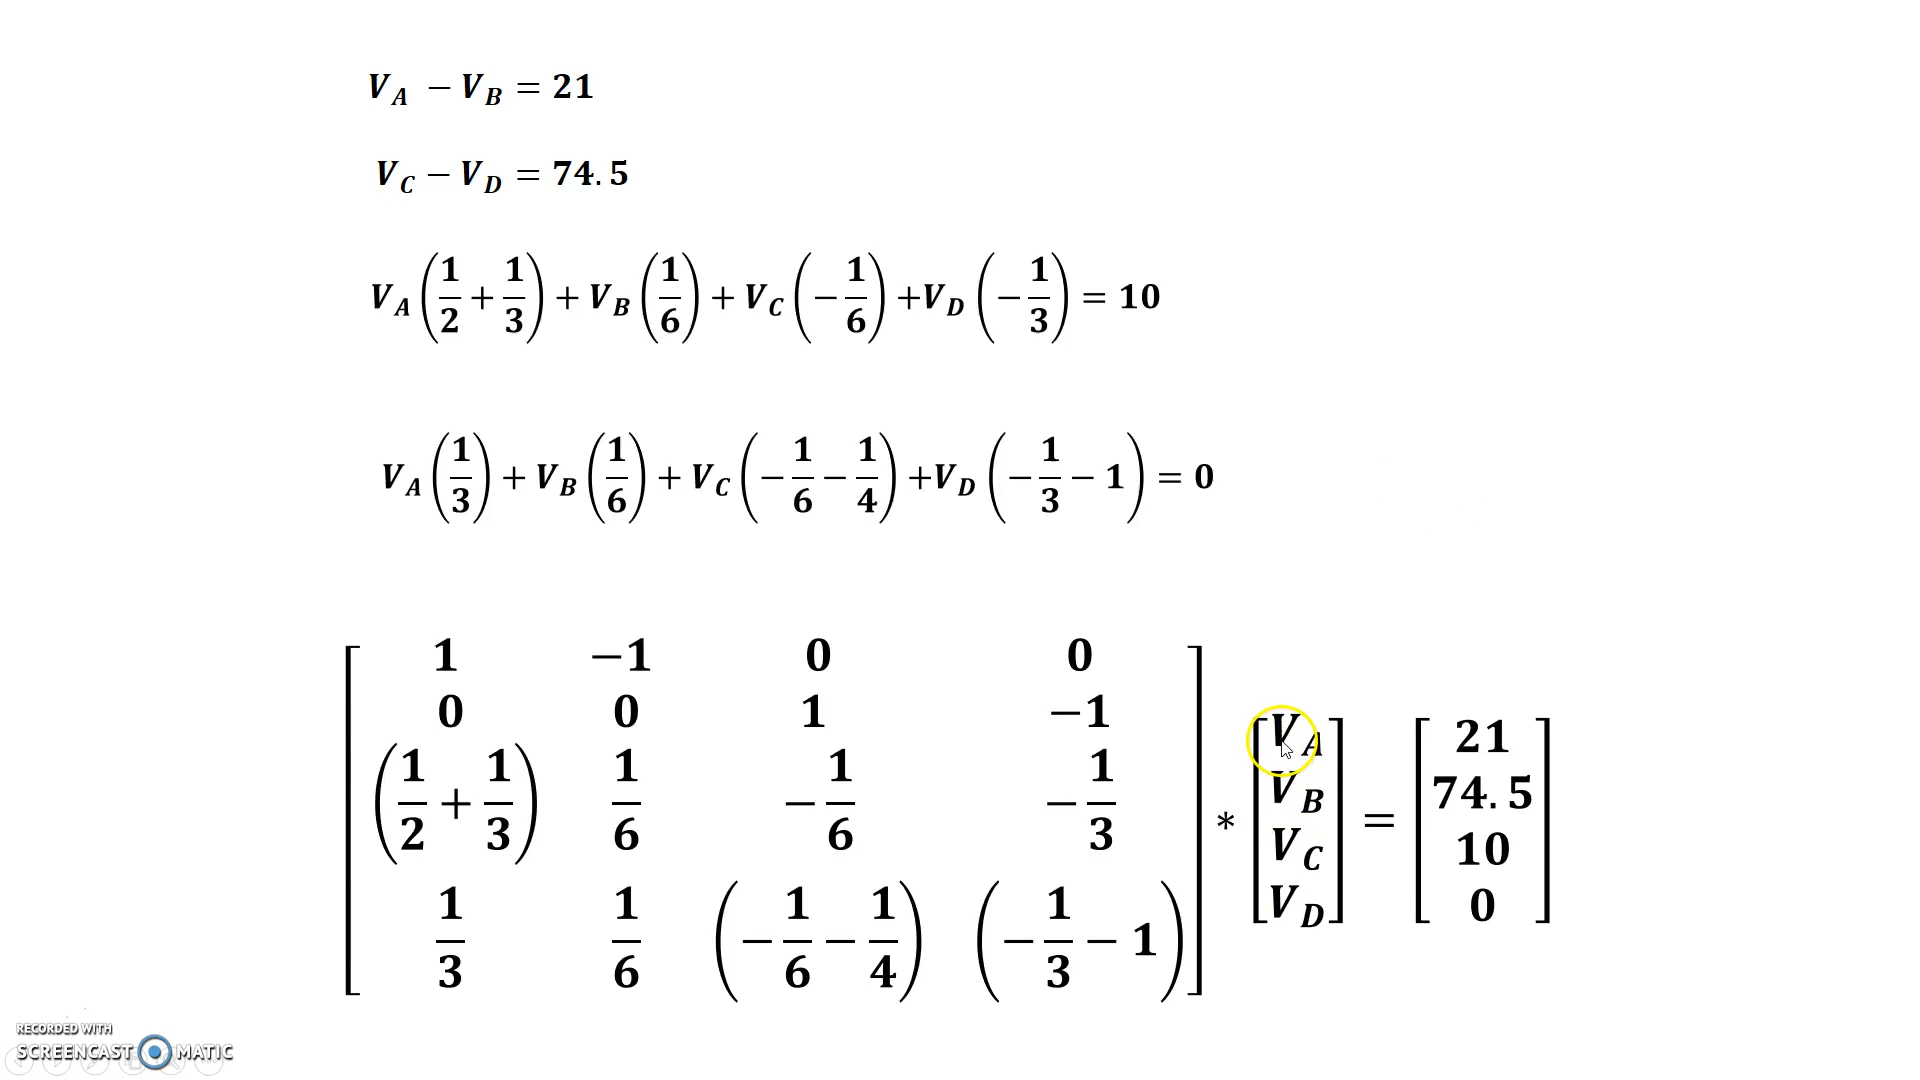 V_A − V_B = 21
V_C − V_D = 74.5
V_A (1/2 + 1/3) + V_B (1/6) + V_C (−1/6) +V_D (−1/3) = 10
V_A (1/3) + V_B (1/6) + V_C (−1/6 − 1/4) +V_D (−1/3 − 1) = 0
[1 −1 0 0
0 0 1 −1
(1/2 + 1/3) 1/6 −1/6 −1/3
1/3 1/6 (−1/6 − 1/4) (−1/3 − 1)] * [V_A
V_B
V_C
V_D] = [21
74.5
10
0]
RECORDED WITH
SCREENCAST MATIC